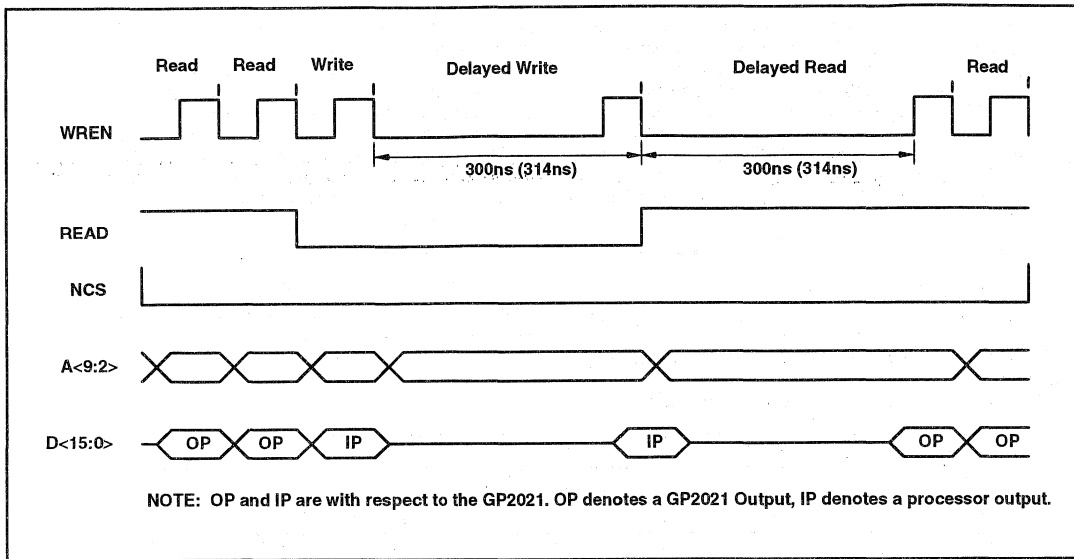 Read Read Write Delayed Write Delayed Read Read
WREN
300ns (314ns) 300ns (314ns)
READ
NCS
A<9:2>
D<15:0> OP OP IP IP OP OP
NOTE: OP and IP are with respect to the GP2021. OP denotes a GP2021 Output, IP denotes a processor output.